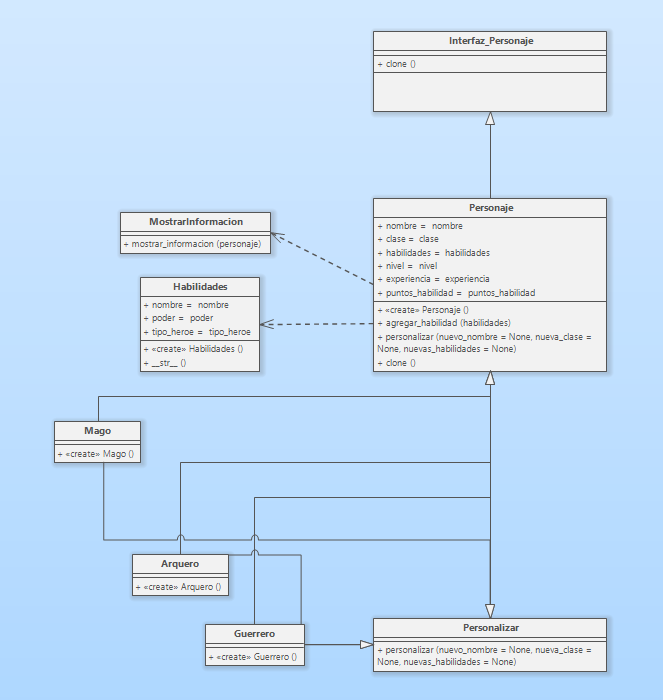 Interfaz_Personaje
+ clone ()
Personaje
+ nombre = nombre
+ clase = clase
+ habilidades = habilidades
+ nivel = nivel
+ experiencia = experiencia
+ puntos_habilidad = puntos_habilidad
+ «create» Personaje ()
+ agregar_habilidad (habilidades)
+ personalizar (nuevo_nombre = None, nueva_clase =
None, nuevas_habilidades = None)
+ clone ()
MostrarInformacion
+ mostrar_informacion (personaje)
Habilidades
+ nombre = nombre
+ poder = poder
+ tipo_heroe = tipo_heroe
+ «create» Habilidades ()
+ __str__ ()
Mago
+ «create» Mago ()
Arquero
+ «create» Arquero ()
Guerrero
+ «create» Guerrero ()
Personalizar
+ personalizar (nuevo_nombre = None, nueva_clase =
None, nuevas_habilidades = None)